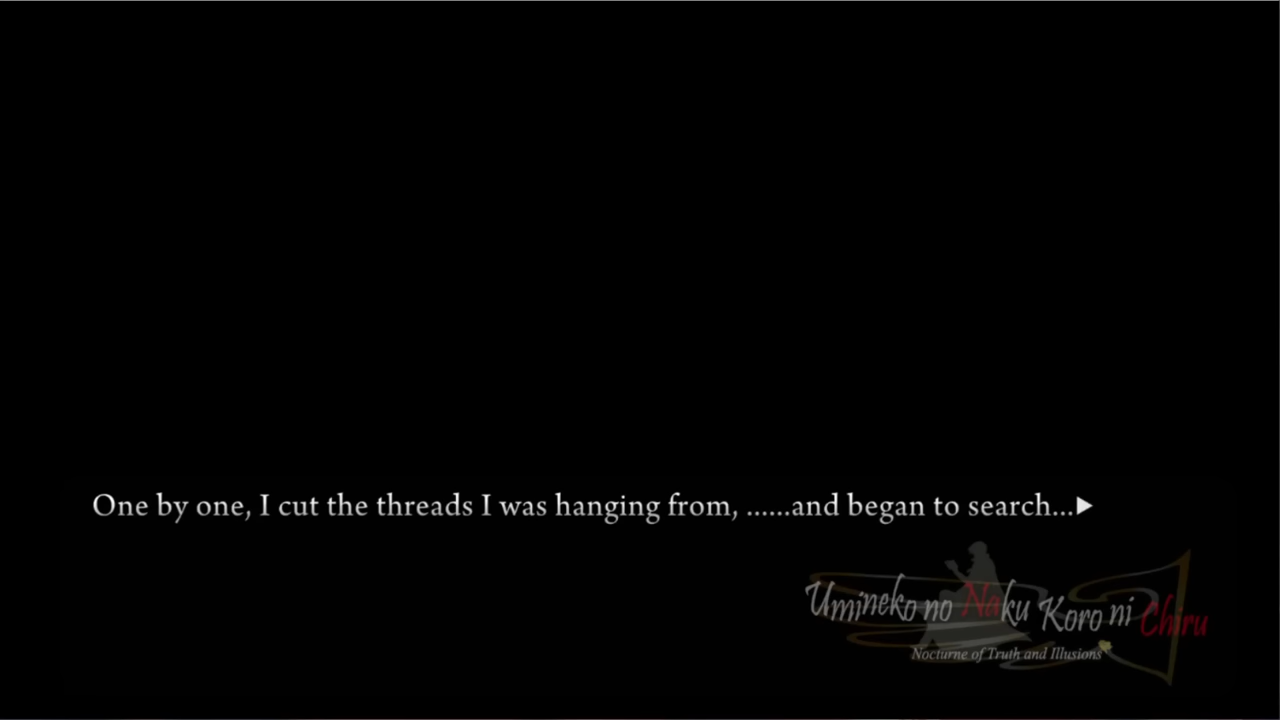 One by one, I cut the threads I was hanging from, ......and began to search...
Umineko no Naku Koro ni Chiru
Nocturne of Truth and Illusions